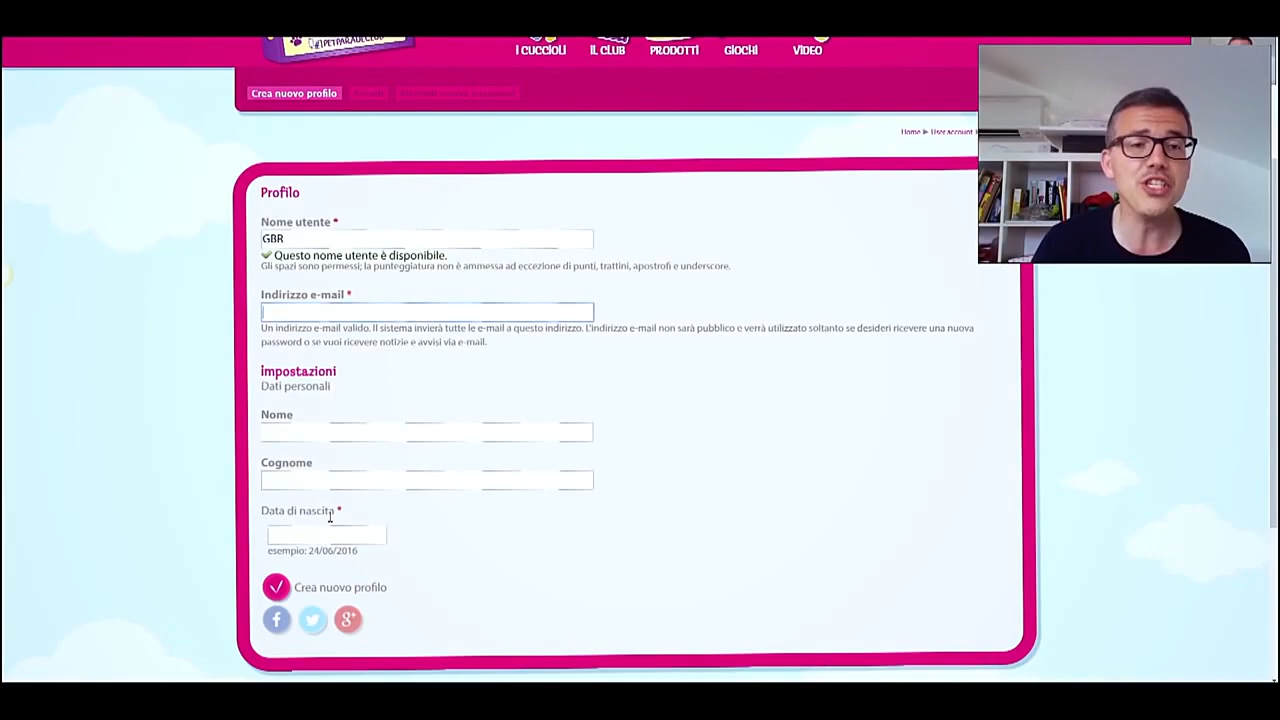 #IPETPARADECLUB
I CUCCIOLI IL CLUB PRODOTTI GIOCHI VIDEO
Crea nuovo profilo
Home ▶ User account
Profilo
Nome utente *
GBR
Questo nome utente è disponibile.
Gli spazi sono permessi; la punteggiatura non è ammessa ad eccezione di punti, trattini, apostrofi e underscore.
Indirizzo e-mail *
Un indirizzo e-mail valido. Il sistema invierà tutte le e-mail a questo indirizzo. L'indirizzo e-mail non sarà pubblico e verrà utilizzato soltanto se desideri ricevere una nuova
password o se vuoi ricevere notizie e avvisi via e-mail.
impostazioni
Dati personali
Nome
Cognome
Data di nascita *
esempio: 24/06/2016
Crea nuovo profilo
f g+